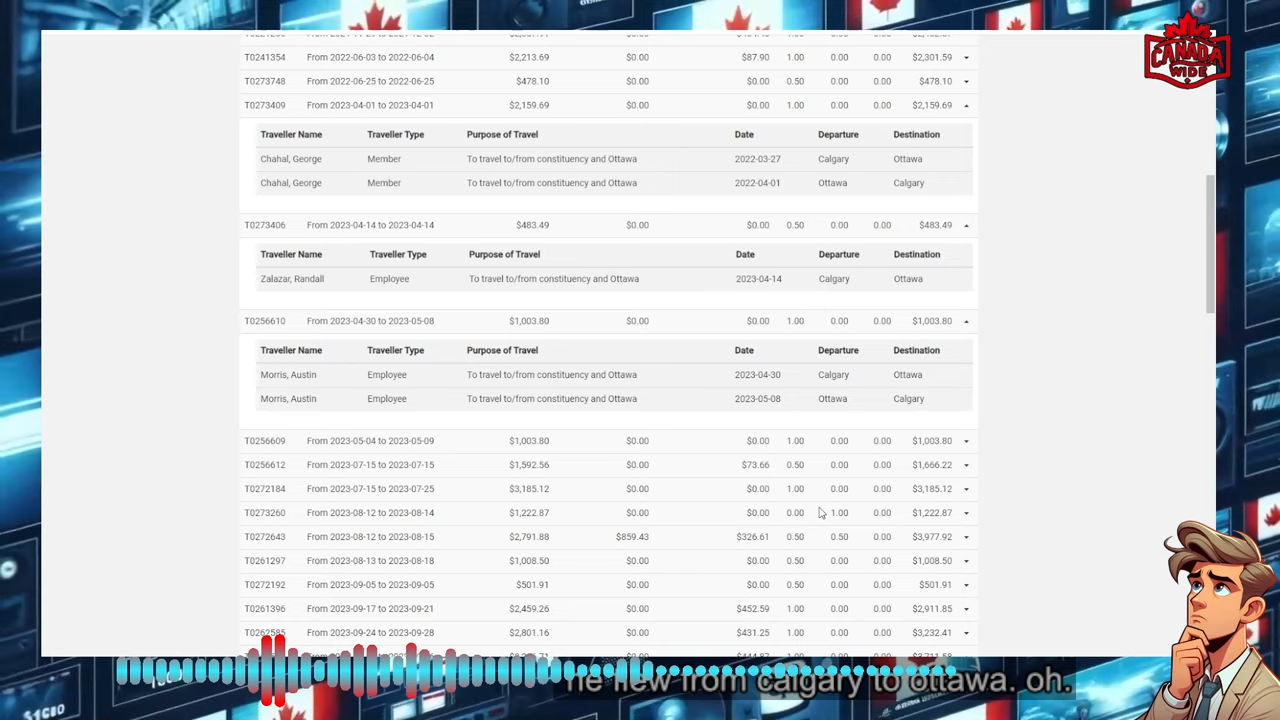 CANADA
WIDE
T0241354 From 2022-06-03 to 2022-06-04 $2,213.69 $0.00 $87.90 1.00 0.00 0.00 $2,301.59
T0273748 From 2022-06-25 to 2022-06-25 $478.10 $0.00 $0.00 0.50 0.00 0.00 $478.10
T0273409 From 2023-04-01 to 2023-04-01 $2,159.69 $0.00 $0.00 1.00 0.00 0.00 $2,159.69
Traveller Name Traveller Type Purpose of Travel Date Departure Destination
Chahal, George Member To travel to/from constituency and Ottawa 2022-03-27 Calgary Ottawa
Chahal, George Member To travel to/from constituency and Ottawa 2022-04-01 Ottawa Calgary
T0273406 From 2023-04-14 to 2023-04-14 $483.49 $0.00 $0.00 0.50 0.00 0.00 $483.49
Traveller Name Traveller Type Purpose of Travel Date Departure Destination
Zalazar, Randall Employee To travel to/from constituency and Ottawa 2023-04-14 Calgary Ottawa
T0256610 From 2023-04-30 to 2023-05-08 $1,003.80 $0.00 $0.00 1.00 0.00 0.00 $1,003.80
Traveller Name Traveller Type Purpose of Travel Date Departure Destination
Morris, Austin Employee To travel to/from constituency and Ottawa 2023-04-30 Calgary Ottawa
Morris, Austin Employee To travel to/from constituency and Ottawa 2023-05-08 Ottawa Calgary
T0256609 From 2023-05-04 to 2023-05-09 $1,003.80 $0.00 $0.00 1.00 0.00 0.00 $1,003.80
T0256612 From 2023-07-15 to 2023-07-15 $1,592.56 $0.00 $73.66 0.50 0.00 0.00 $1,666.22
T0272184 From 2023-07-15 to 2023-07-25 $3,185.12 $0.00 $0.00 1.00 0.00 0.00 $3,185.12
T0273260 From 2023-08-12 to 2023-08-14 $1,222.87 $0.00 $0.00 0.00 1.00 0.00 $1,222.87
T0272643 From 2023-08-12 to 2023-08-15 $2,791.88 $859.43 $326.61 0.50 0.50 0.00 $3,977.92
T0261297 From 2023-08-13 to 2023-08-18 $1,008.50 $0.00 $0.00 0.50 0.00 0.00 $1,008.50
T0272192 From 2023-09-05 to 2023-09-05 $501.91 $0.00 $0.00 0.50 0.00 0.00 $501.91
T0261396 From 2023-09-17 to 2023-09-21 $2,459.26 $0.00 $452.59 1.00 0.00 0.00 $2,911.85
T0262585 From 2023-09-24 to 2023-09-28 $2,801.16 $0.00 $431.25 1.00 0.00 0.00 $3,232.41
he flew from calgary to ottawa. oh.